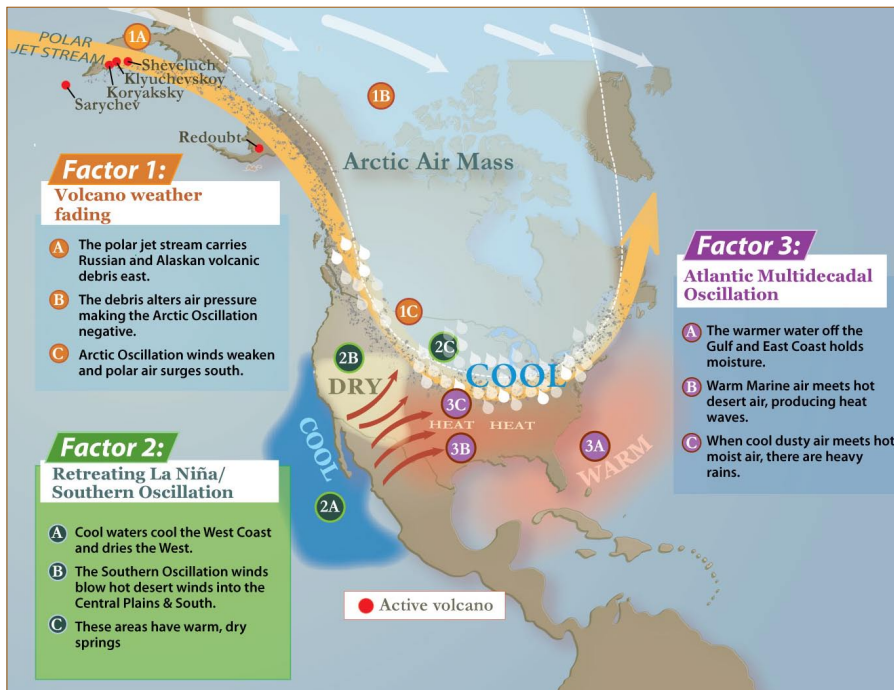 POLAR
JET STREAM
1A
Sheveluch
Klyuchevskoy
Koryaksky
Sarychev
Redoubt
1B
Arctic Air Mass
Factor 1:
Volcano weather
fading
A The polar jet stream carries
Russian and Alaskan volcanic
debris east.
B The debris alters air pressure
making the Arctic Oscillation
negative.
C Arctic Oscillation winds weaken
and polar air surges south.
Factor 2:
Retreating La Niña/
Southern Oscillation
A Cool waters cool the West Coast
and dries the West.
B The Southern Oscillation winds
blow hot desert winds into the
Central Plains & South.
C These areas have warm, dry
springs
1C
2B
2C
DRY
COOL
3C
HEAT HEAT
3B
3A
COOL
WARM
2A
Active volcano
Factor 3:
Atlantic Multidecadal
Oscillation
A The warmer water off the
Gulf and East Coast holds
moisture.
B Warm Marine air meets hot
desert air, producing heat
waves.
C When cool dusty air meets hot
moist air, there are heavy
rains.